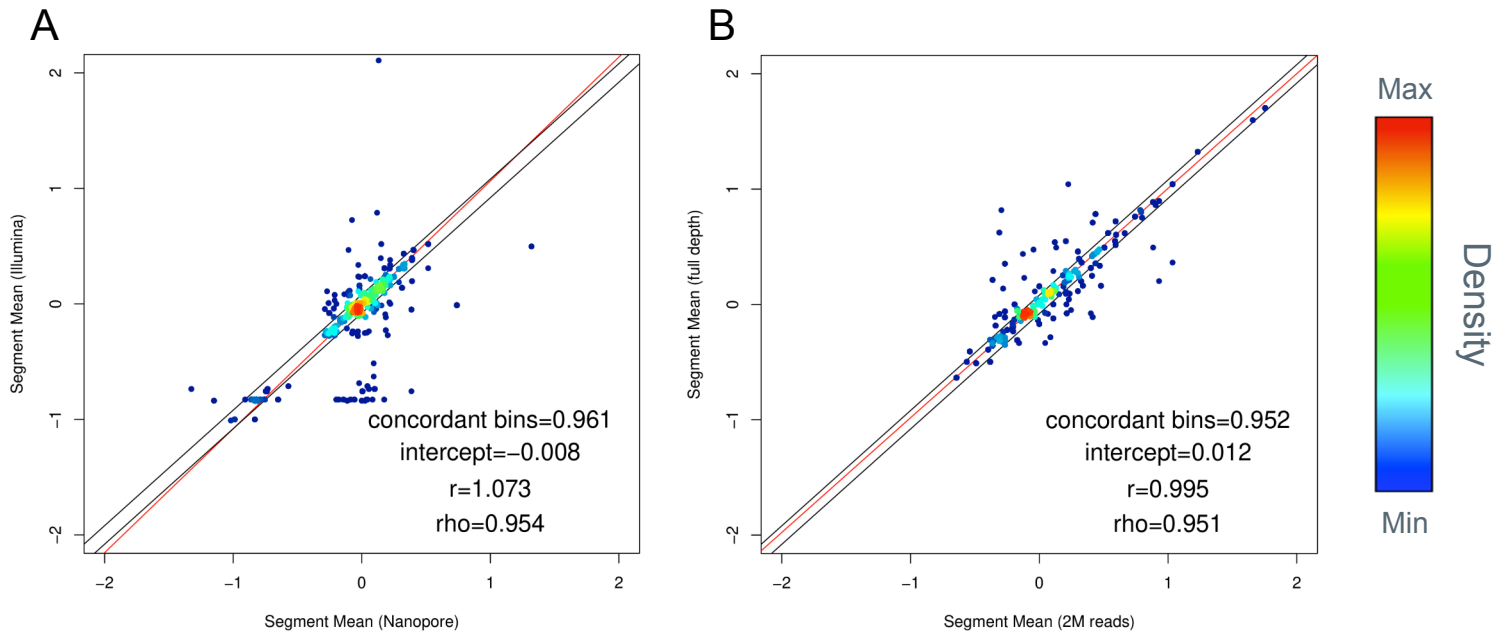 A
2
1
0
−1
−2
Segment Mean (Illumina)
concordant bins=0.961
intercept=−0.008
r=1.073
rho=0.954
−2 −1 0 1 2
Segment Mean (Nanopore)
B
2
1
0
−1
−2
Segment Mean (full depth)
concordant bins=0.952
intercept=0.012
r=0.995
rho=0.951
−2 −1 0 1 2
Segment Mean (2M reads)
Max
Density
Min